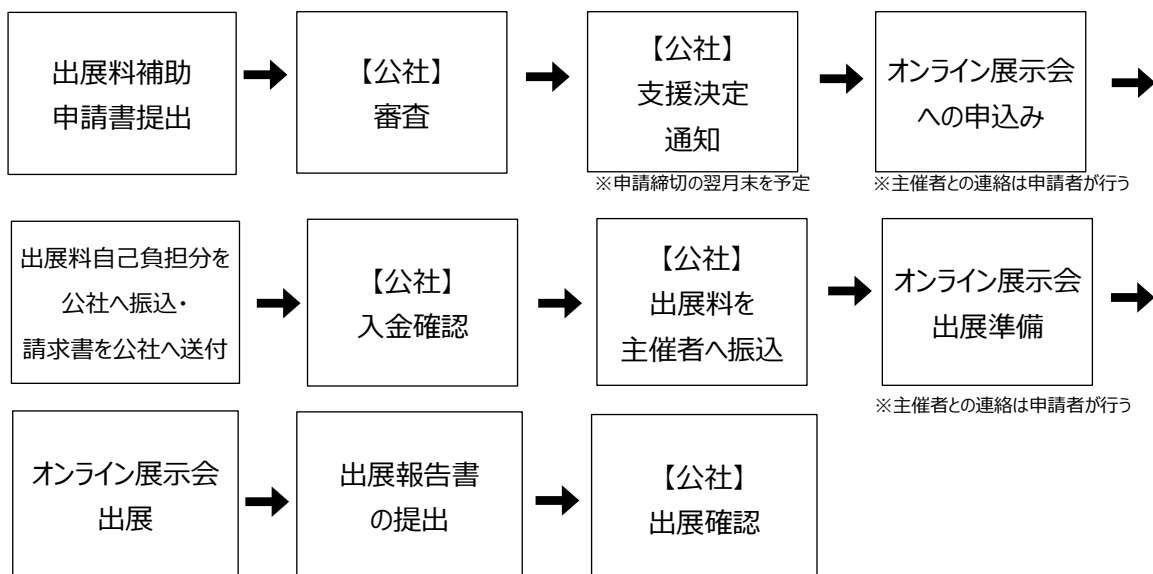 出展料補助
申請書提出
【公社】
審査
【公社】
支援決定
通知
※申請締切の翌月末を予定
オンライン展示会
への申込み
※主催者との連絡は申請者が行う
出展料自己負担分を
公社へ振込・
請求書を公社へ送付
【公社】
入金確認
【公社】
出展料を
主催者へ振込
オンライン展示会
出展準備
※主催者との連絡は申請者が行う
オンライン展示会
出展
出展報告書
の提出
【公社】
出展確認